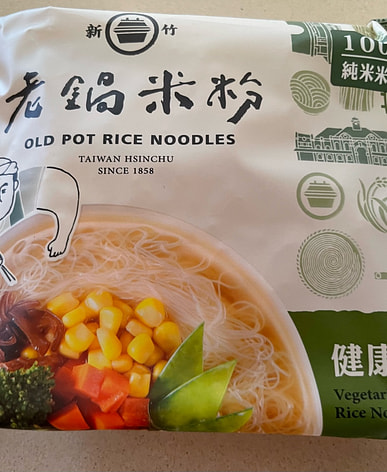 新 竹
老鍋米粉
OLD POT RICE NOODLES
TAIWAN HSINCHU
SINCE 1858
100
純米米
健康
Vegetar
Rice No